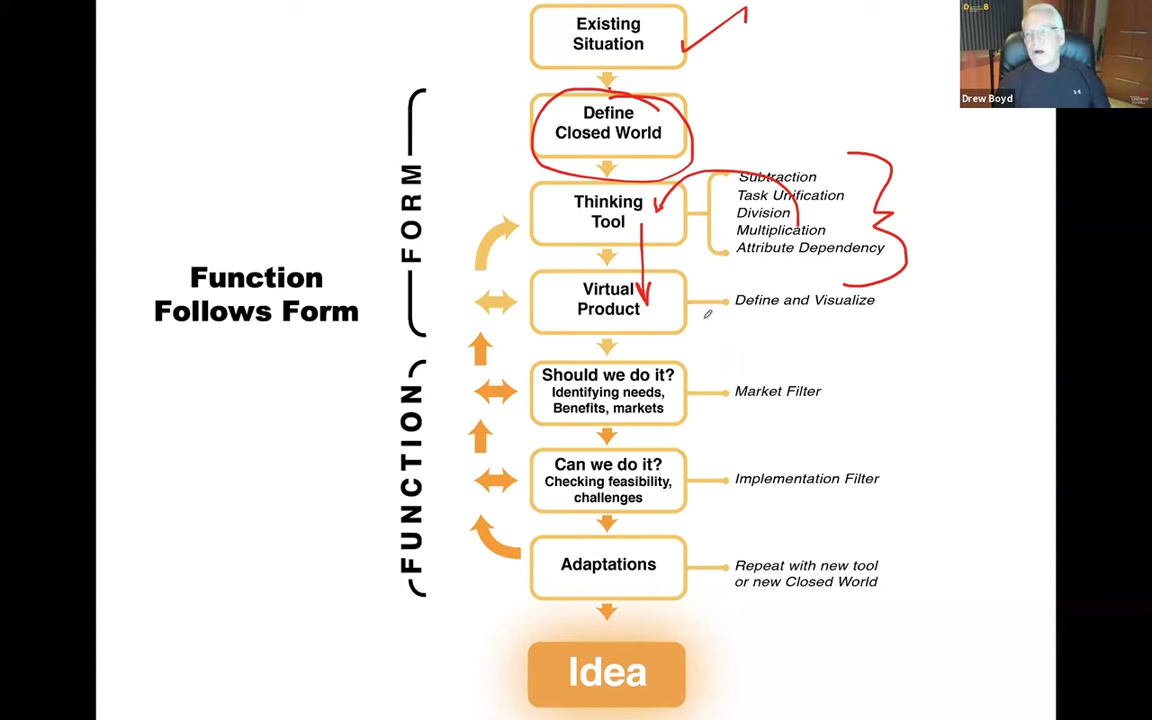 D B
Drew Boyd
Existing
Situation
Define
Closed World
Thinking
Tool
Subtraction
Task Unification
Division
Multiplication
Attribute Dependency
Virtual
Product
Define and Visualize
Function
Follows Form
FORM
FUNCTION
Should we do it?
Identifying needs,
Benefits, markets
Market Filter
Can we do it?
Checking feasibility,
challenges
Implementation Filter
Adaptations
Repeat with new tool
or new Closed World
Idea